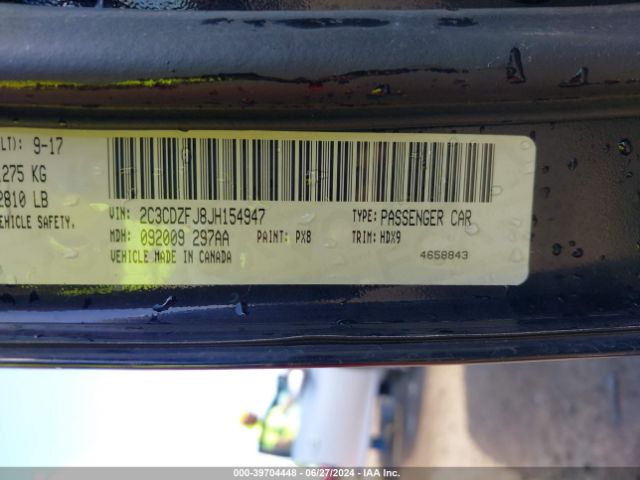 LT): 9-17
275 KG
2810 LB
EHICLE SAFETY.
VIN: 2C3CDZFJ8JH154947 TYPE: PASSENGER CAR
MDH: 092009 297AA PAINT: PX8 TRIM: HDX9
VEHICLE MADE IN CANADA 4658843
000-39704448 - 06/27/2024 - IAA Inc.